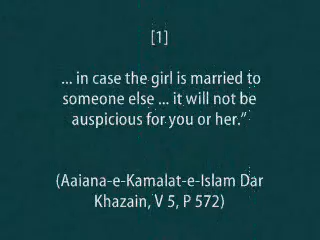 [1]
... in case the girl is married to
someone else ... it will not be
auspicious for you or her.”
(Aaiana-e-Kamalat-e-Islam Dar
Khazain, V 5, P 572)